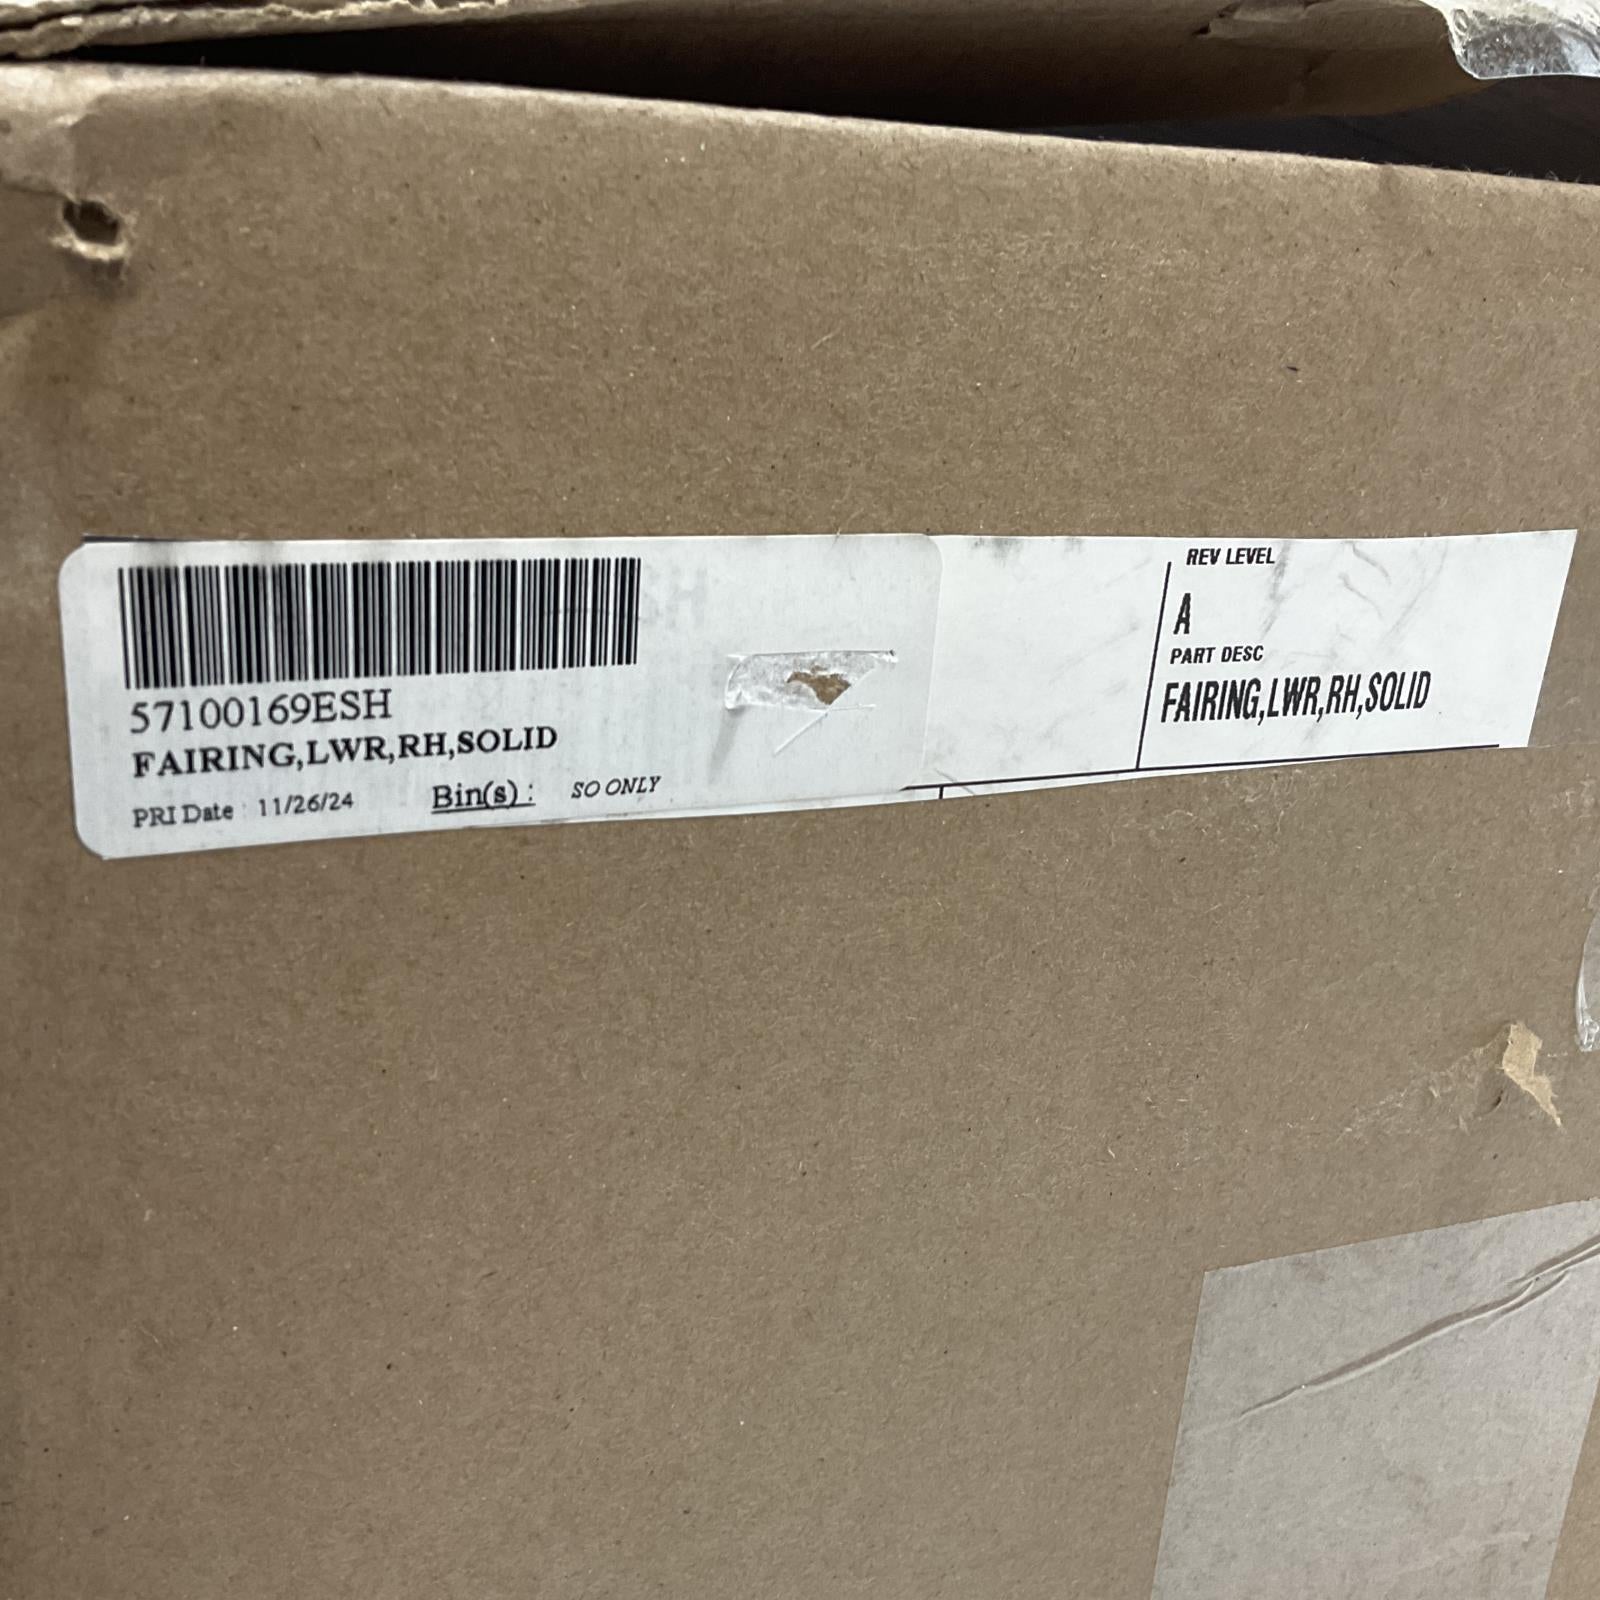 57100169ESH
FAIRING,LWR,RH,SOLID
PRI Date : 11/26/24 Bin(s) : SO ONLY
REV LEVEL
A
PART DESC
FAIRING,LWR,RH,SOLID